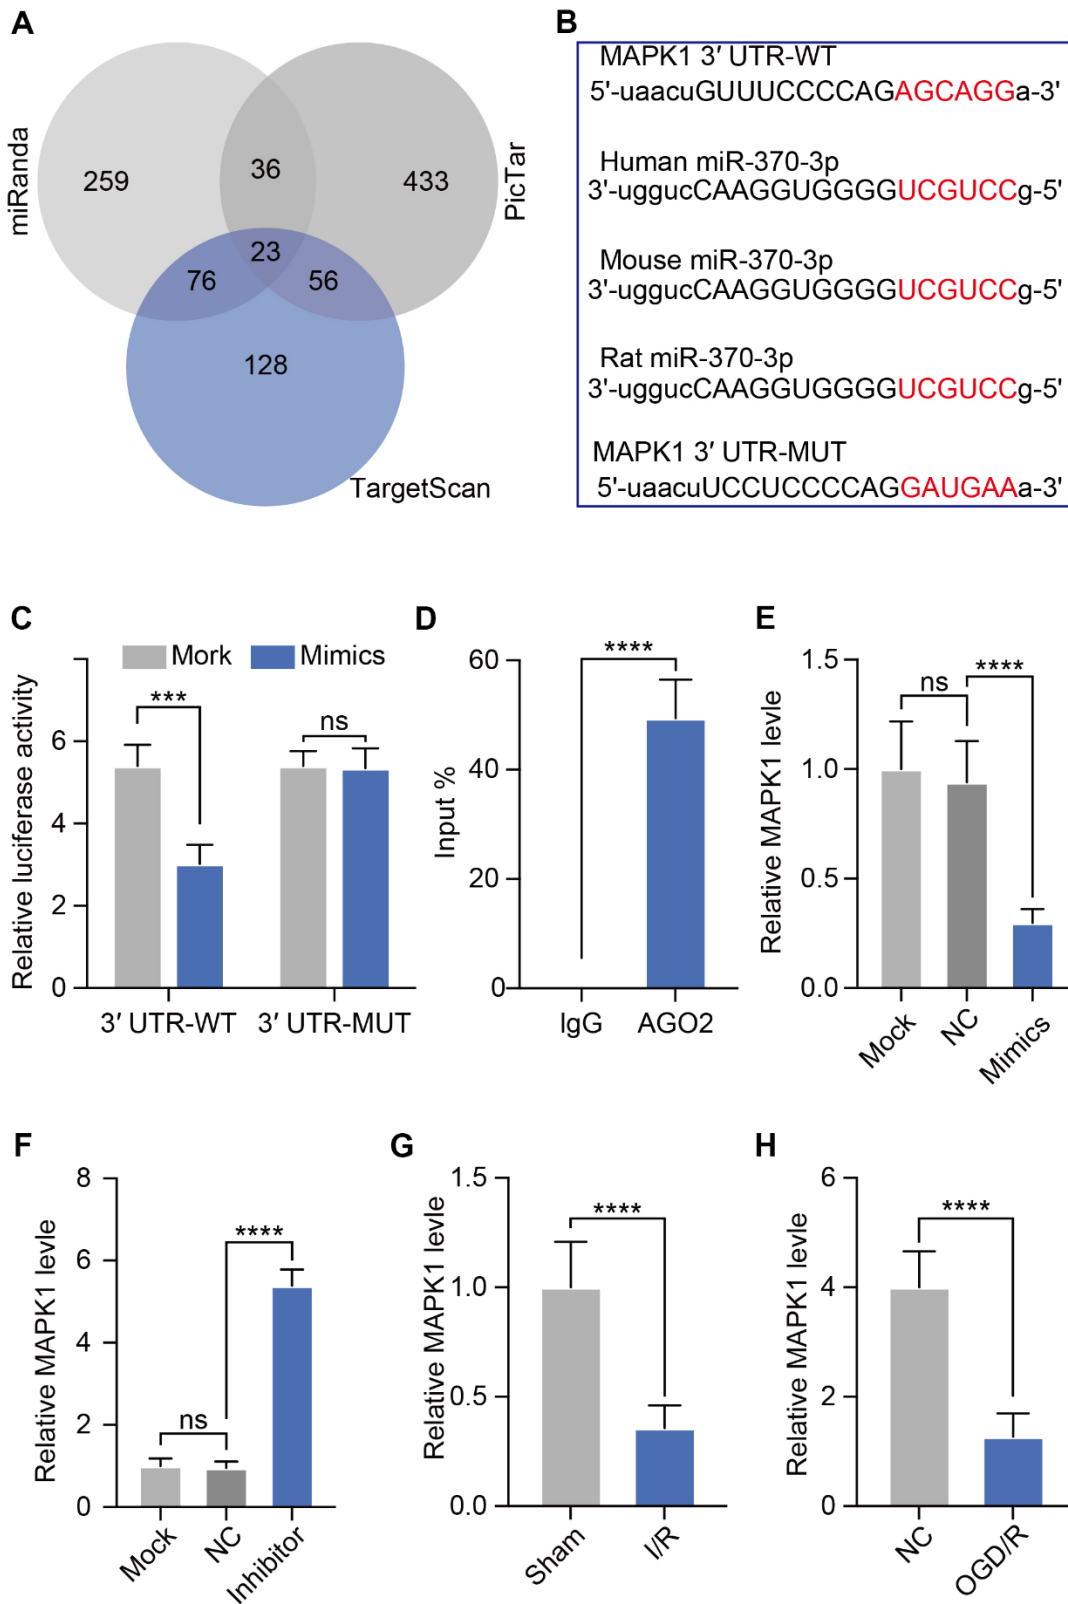 A
miRanda
PicTar
TargetScan
259
36
433
23
76
56
128
B
MAPK1 3′ UTR-WT
5'-uaacuGUUUCCCCAGAGCAGGa-3'
Human miR-370-3p
3'-uggucCAAGGUGGGGUCGUCCg-5'
Mouse miR-370-3p
3'-uggucCAAGGUGGGGUCGUCCg-5'
Rat miR-370-3p
3'-uggucCAAGGUGGGGUCGUCCg-5'
MAPK1 3′ UTR-MUT
5'-uaacuUCCUCCCCAGGAUGAAa-3'
C
Mork
Mimics
Relative luciferase activity
6
4
2
0
***
ns
3′ UTR-WT
3′ UTR-MUT
D
Input %
60
40
20
0
****
IgG
AGO2
E
Relative MAPK1 levle
1.5
1.0
0.5
0.0
ns
****
Mock
NC
Mimics
F
Relative MAPK1 levle
8
6
4
2
0
ns
****
Mock
NC
Inhibitor
G
Relative MAPK1 levle
1.5
1.0
0.5
0.0
****
Sham
I/R
H
Relative MAPK1 levle
6
4
2
0
****
NC
OGD/R